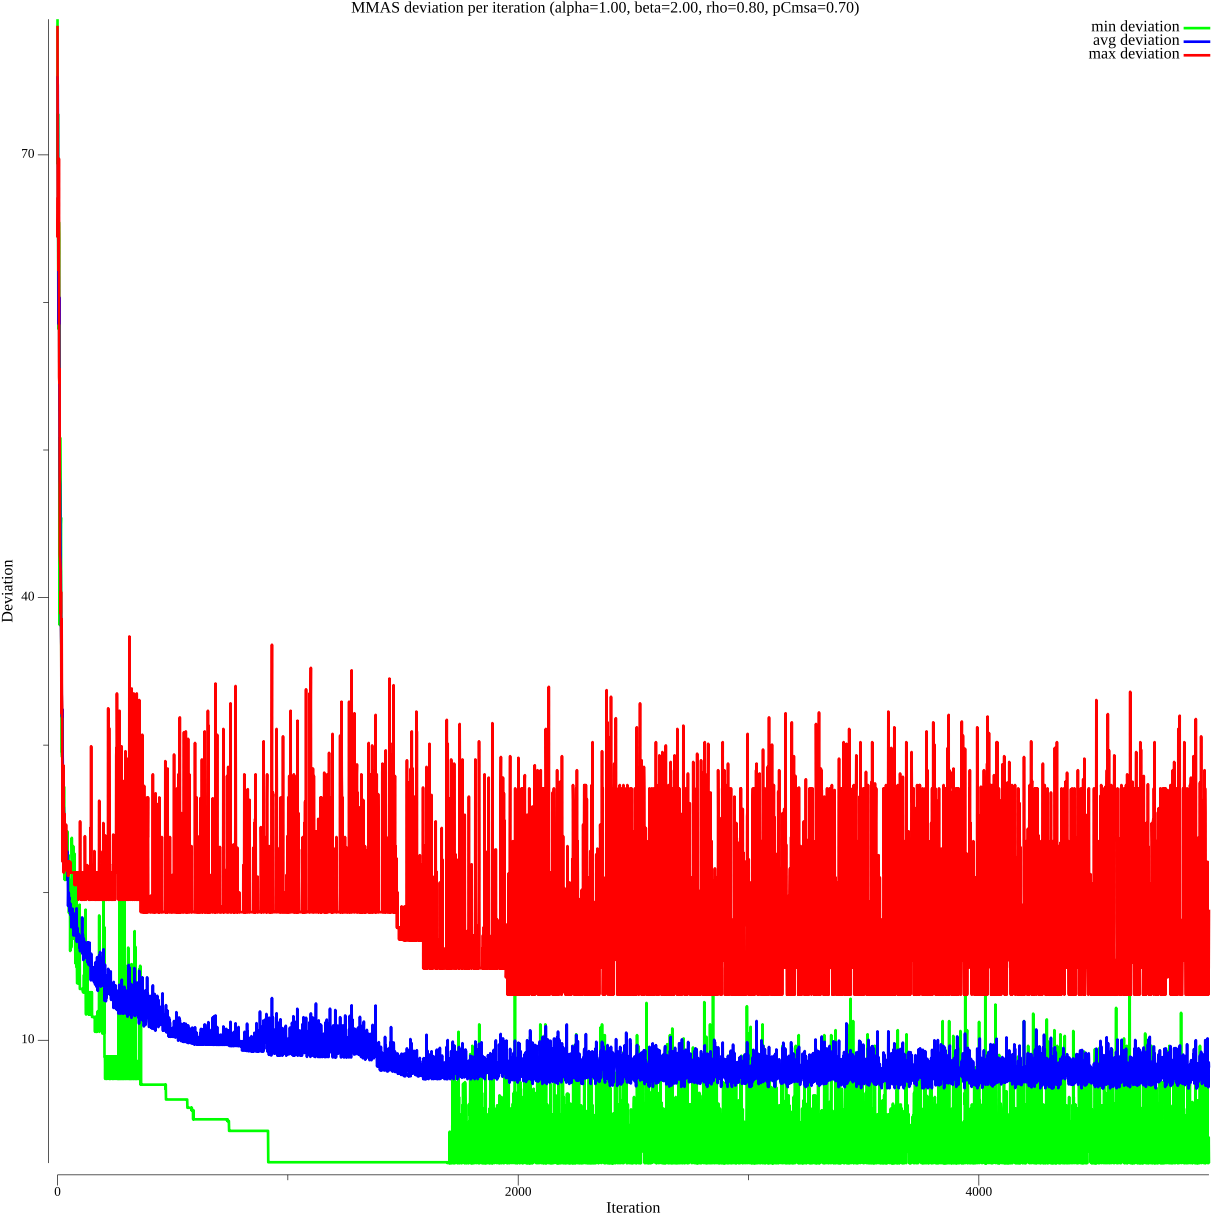 MMAS deviation per iteration (alpha=1.00, beta=2.00, rho=0.80, pCmsa=0.70)
min deviation
avg deviation
max deviation
70
40
10
Deviation
0
2000
4000
Iteration